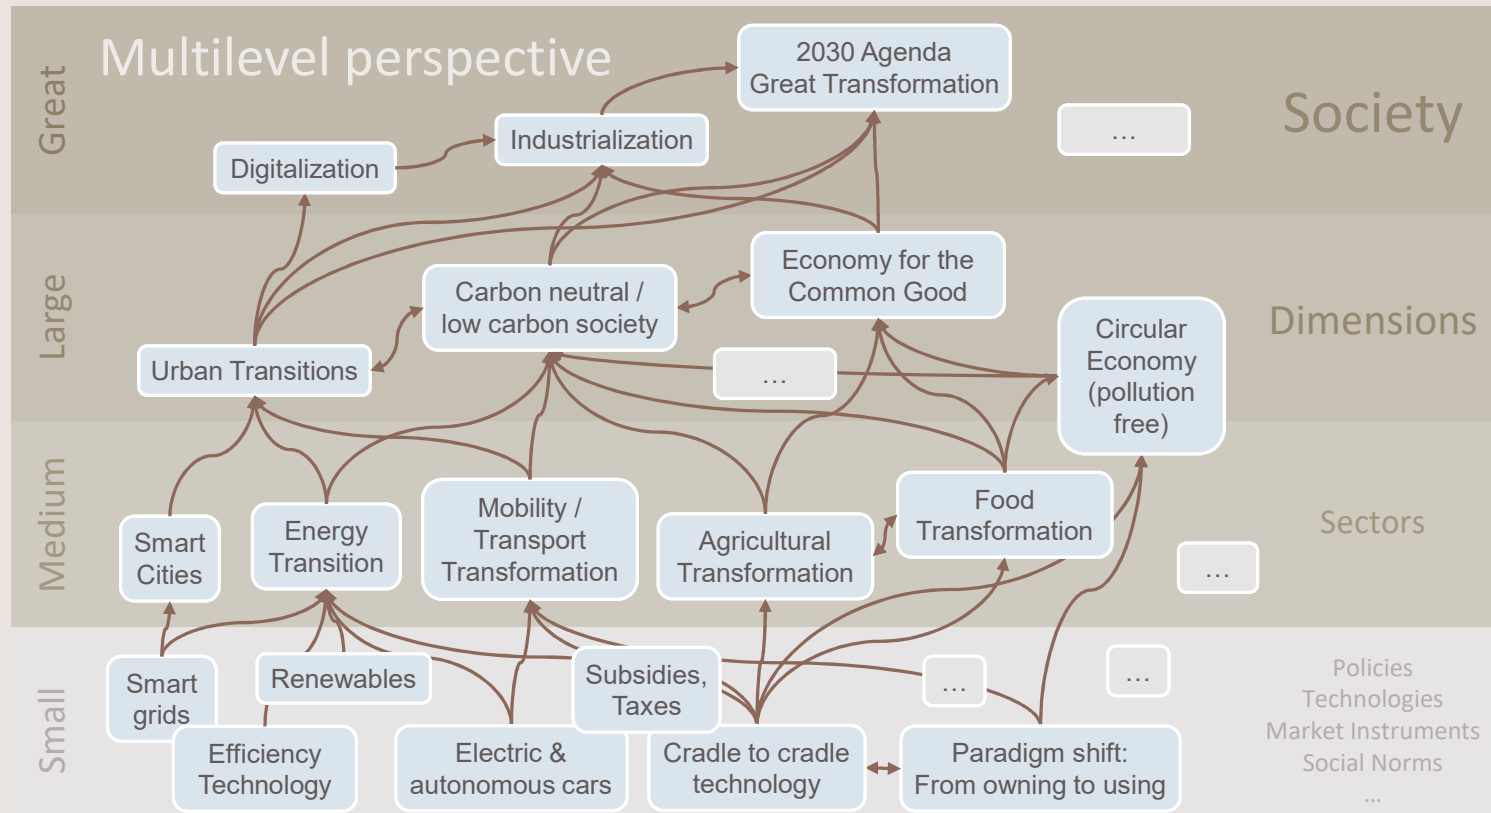 Multilevel perspective
Great
Society
2030 Agenda
Great Transformation
Industrialization
...
Digitalization
Large
Dimensions
Economy for the
Common Good
Carbon neutral /
low carbon society
Circular
Economy
(pollution
free)
Urban Transitions
...
Medium
Sectors
Smart
Cities
Energy
Transition
Mobility /
Transport
Transformation
Agricultural
Transformation
Food
Transformation
...
Small
Policies
Technologies
Market Instruments
Social Norms
...
Smart
grids
Renewables
Subsidies,
Taxes
...
...
Efficiency
Technology
Electric &
autonomous cars
Cradle to cradle
technology
Paradigm shift:
From owning to using